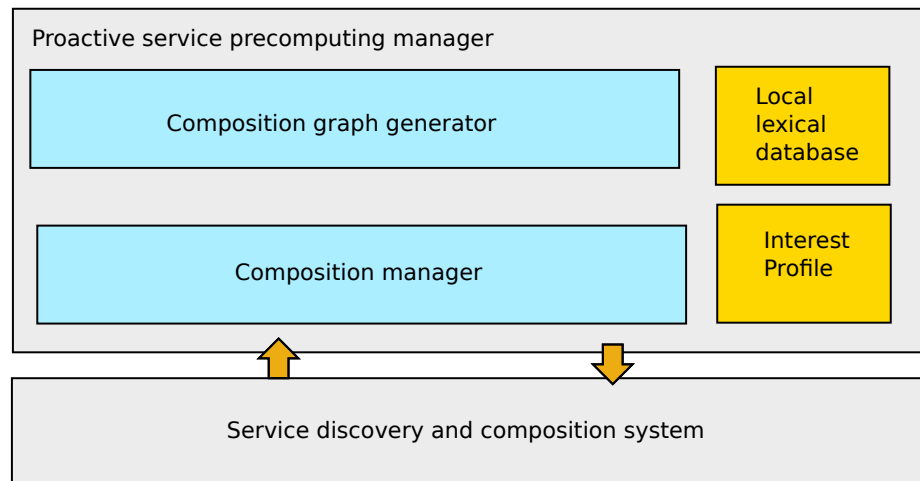 Proactive service precomputing manager
Composition graph generator
Local
lexical
database
Composition manager
Interest
Profile
Service discovery and composition system